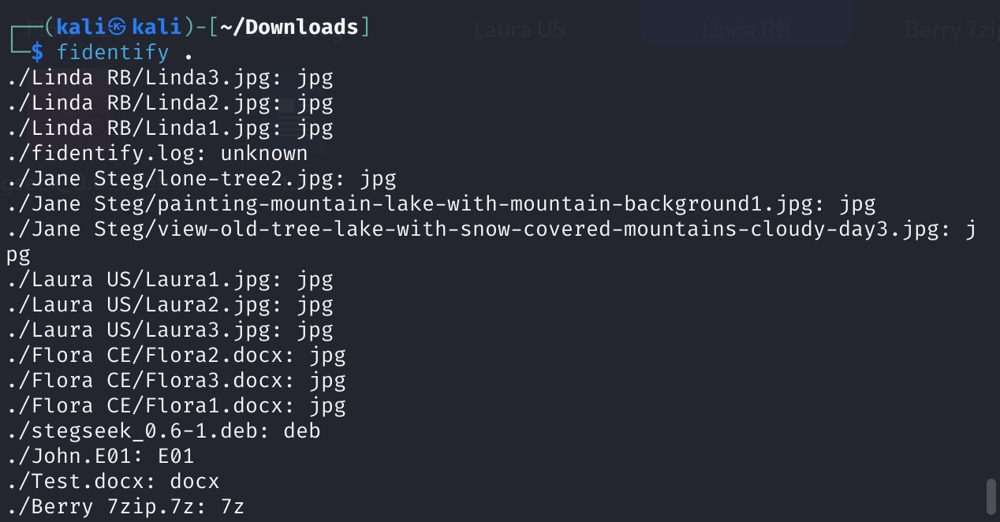 ┌──(kali㉿kali)-[~/Downloads]
└─$ fidentify .
./Linda RB/Linda3.jpg: jpg
./Linda RB/Linda2.jpg: jpg
./Linda RB/Linda1.jpg: jpg
./fidentify.log: unknown
./Jane Steg/lone-tree2.jpg: jpg
./Jane Steg/painting-mountain-lake-with-mountain-background1.jpg: jpg
./Jane Steg/view-old-tree-lake-with-snow-covered-mountains-cloudy-day3.jpg: j
pg
./Laura US/Laura1.jpg: jpg
./Laura US/Laura2.jpg: jpg
./Laura US/Laura3.jpg: jpg
./Flora CE/Flora2.docx: jpg
./Flora CE/Flora3.docx: jpg
./Flora CE/Flora1.docx: jpg
./stegseek_0.6-1.deb: deb
./John.E01: E01
./Test.docx: docx
./Berry 7zip.7z: 7z
Laura US
Linda RB